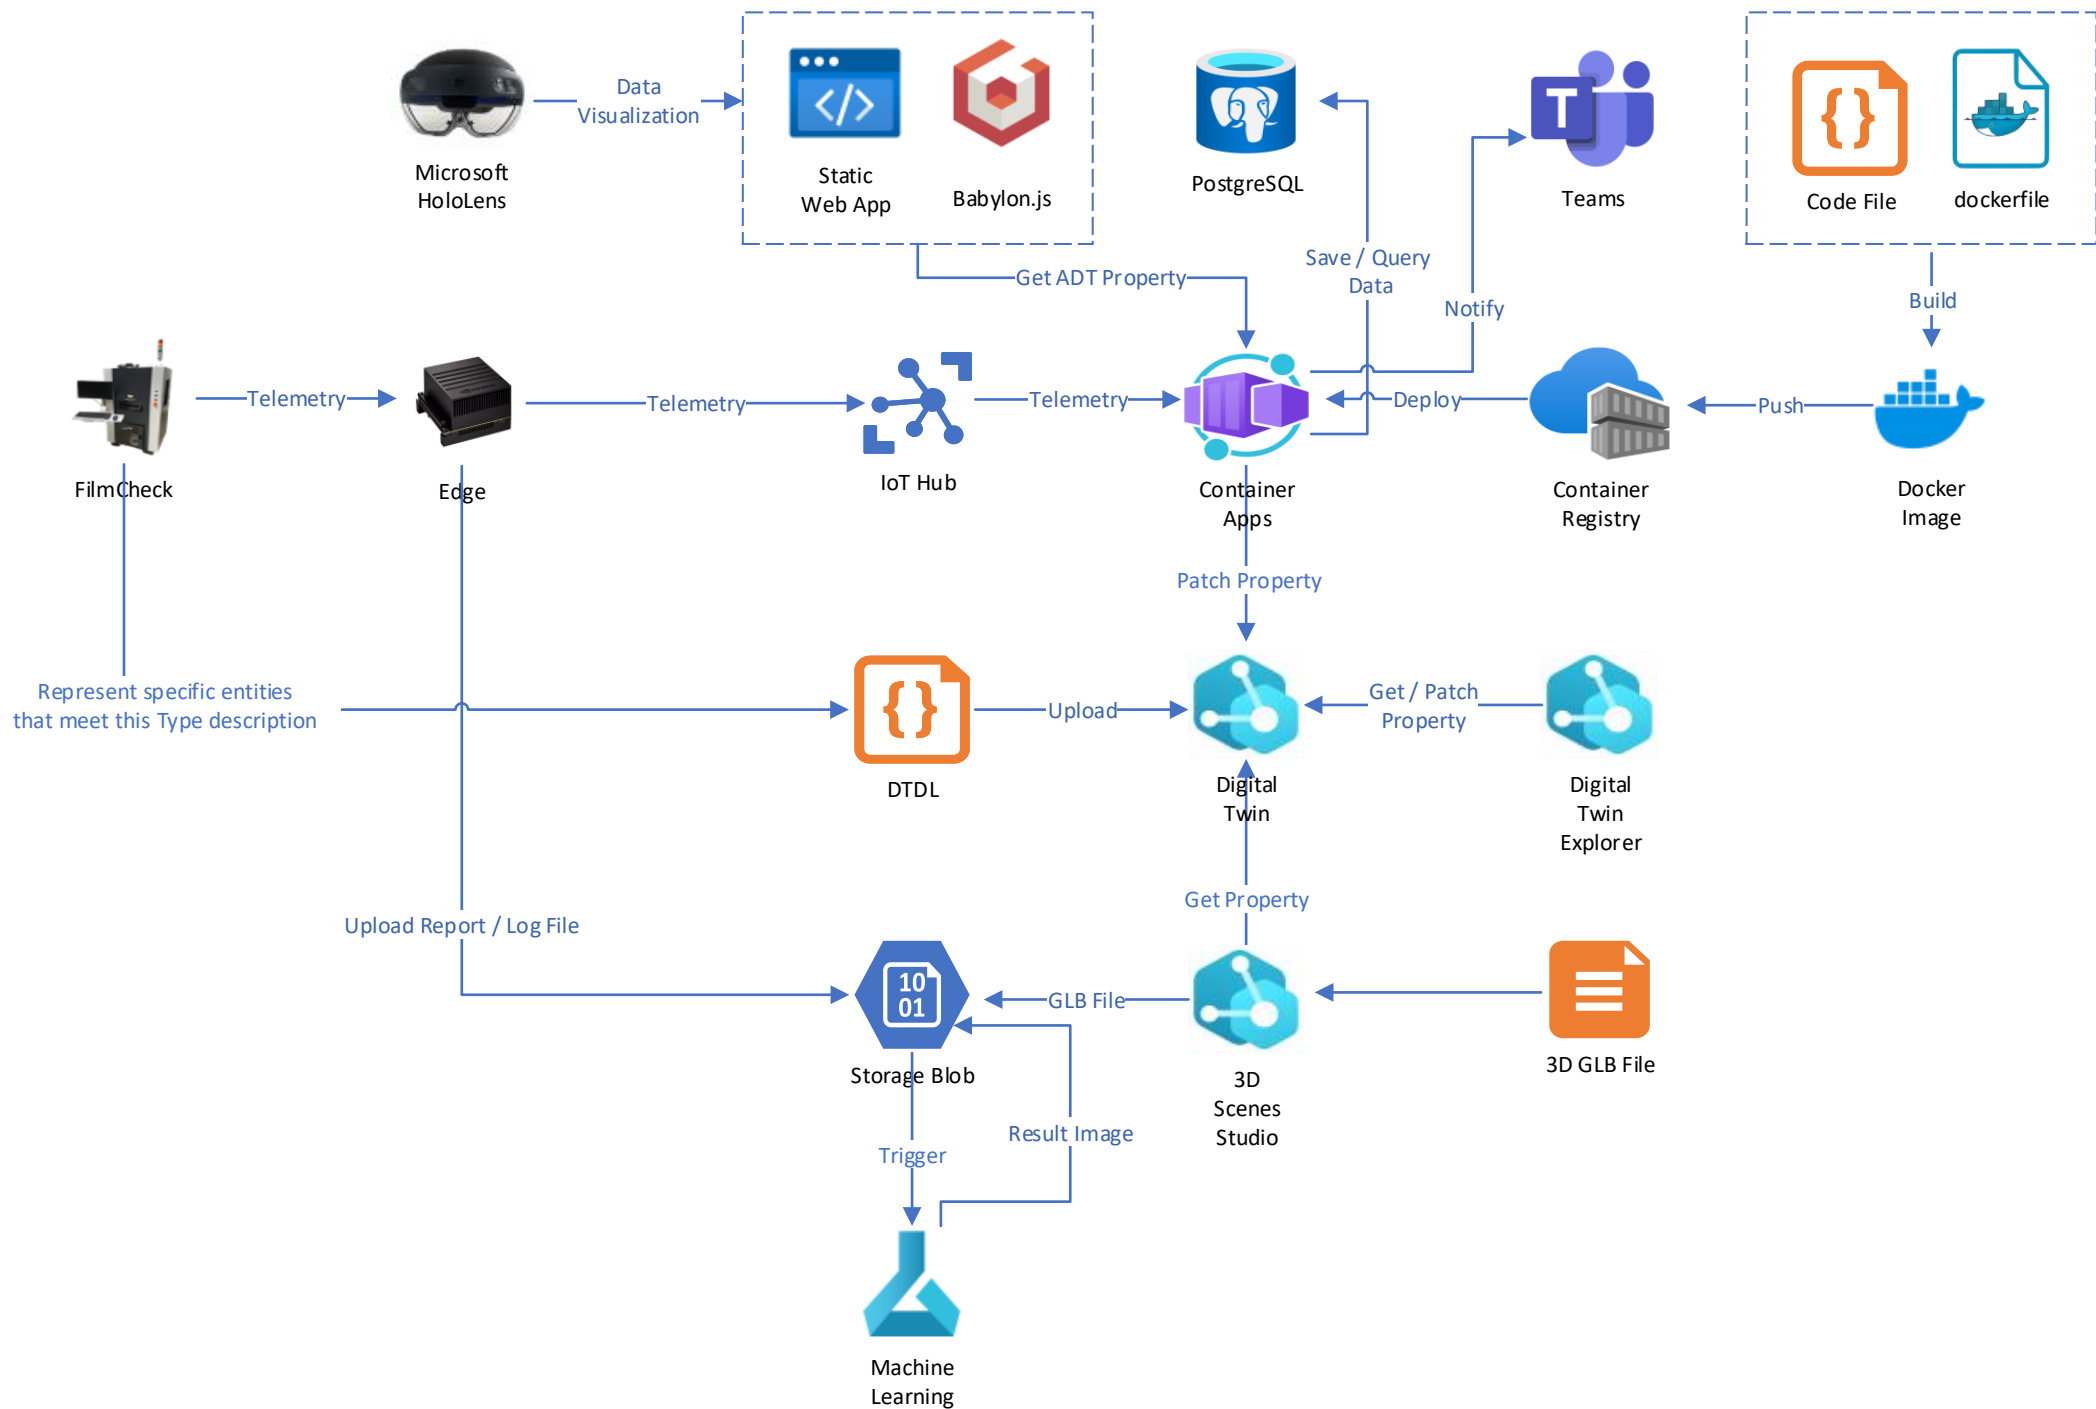 Data
Visualization
Microsoft
HoloLens
Static
Web App
Babylon.js
PostgreSQL
T
Teams
{}
Code File
dockerfile
Get ADT Property
Save / Query
Data
Notify
Build
Telemetry
Telemetry
Telemetry
Deploy
Push
FilmCheck
Edge
IoT Hub
Container
Apps
Container
Registry
Docker
Image
Patch Property
Represent specific entities
that meet this Type description
{}
Upload
Get / Patch
Property
DTDL
Digital
Twin
Digital
Twin
Explorer
Get Property
Upload Report / Log File
10
01
GLB File
Storage Blob
3D
Scenes
Studio
3D GLB File
Result Image
Trigger
Machine
Learning